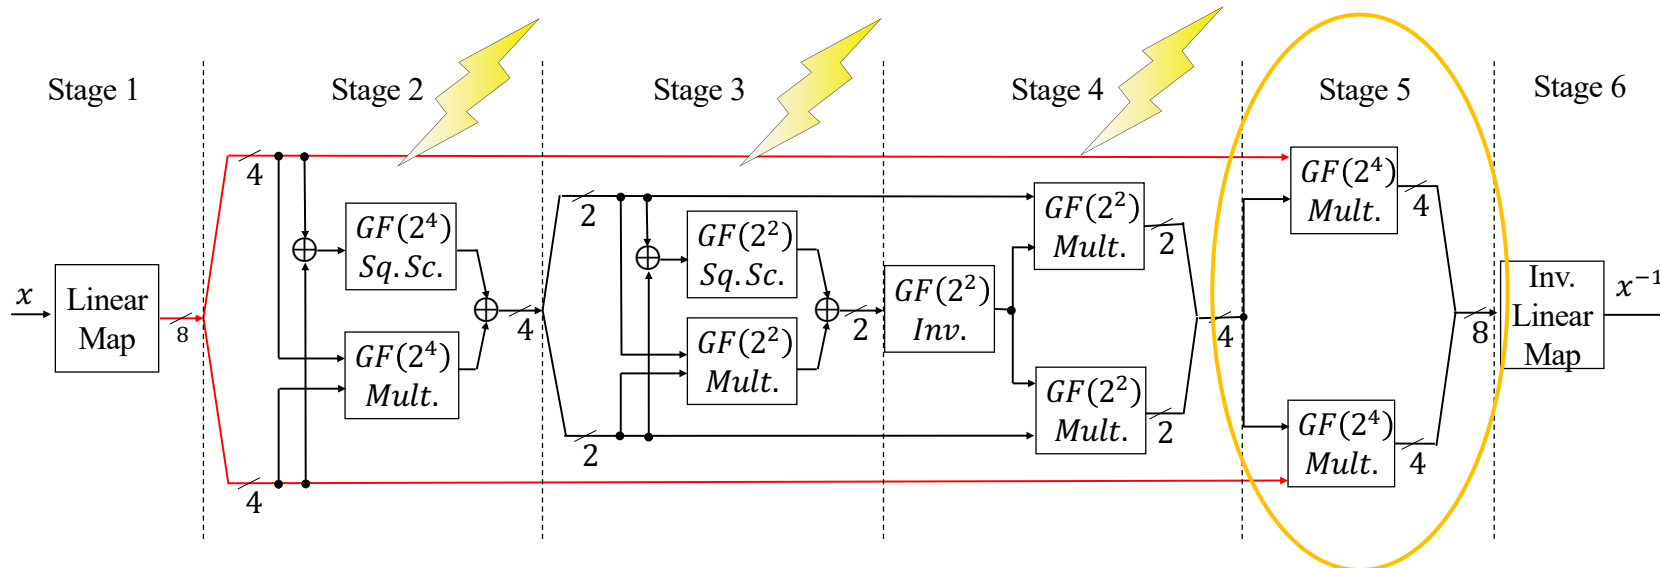 Stage 1
Stage 2
Stage 3
Stage 4
Stage 5
Stage 6
x
Linear
Map
8
4
4
GF(2⁴)
Sq.Sc.
GF(2⁴)
Mult.
4
2
2
GF(2²)
Sq.Sc.
GF(2²)
Mult.
2
GF(2²)
Inv.
GF(2²)
Mult.
2
GF(2²)
Mult.
2
4
GF(2⁴)
Mult.
4
GF(2⁴)
Mult.
4
8
Inv.
Linear
Map
x⁻¹